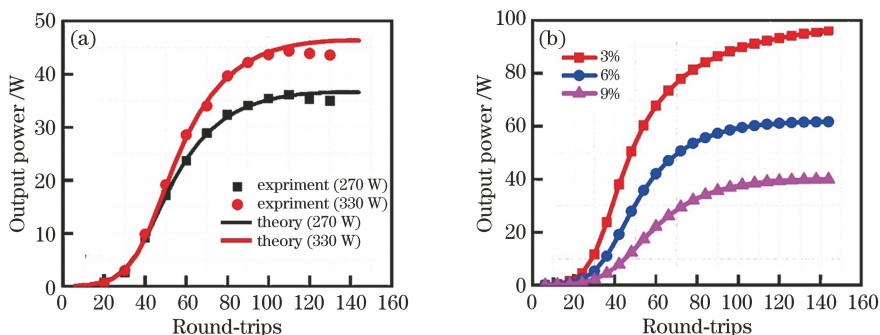 (a)
50
40
30
20
10
0
Output power /W
expriment (270 W)
expriment (330 W)
theory (270 W)
theory (330 W)
0 20 40 60 80 100 120 140 160
Round-trips
(b)
100
80
60
40
20
0
Output power /W
3%
6%
9%
0 20 40 60 80 100 120 140 160
Round-trips